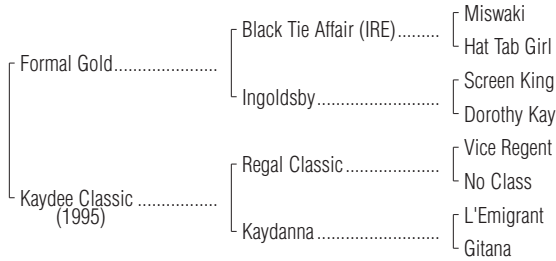 Miswaki
Black Tie Affair (IRE)..........
Hat Tab Girl
Formal Gold........................
Screen King
Ingoldsby............................
Dorothy Kay
Vice Regent
Regal Classic .....................
No Class
Kaydee Classic ..................
(1995)
L'Emigrant
Kaydanna............................
Gitana